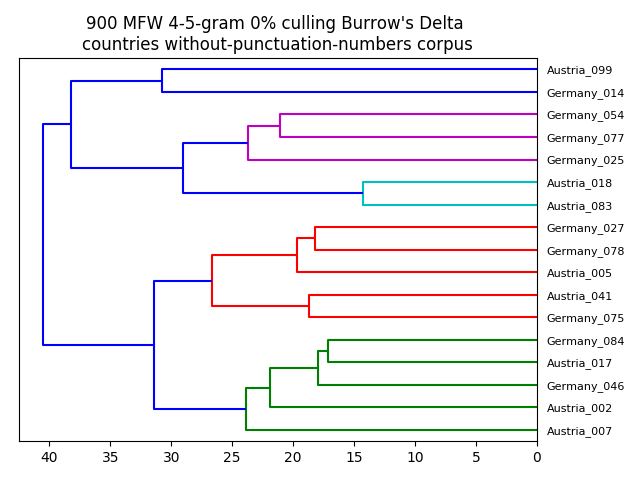 900 MFW 4-5-gram 0% culling Burrow's Delta
countries without-punctuation-numbers corpus
Austria_099
Germany_014
Germany_054
Germany_077
Germany_025
Austria_018
Austria_083
Germany_027
Germany_078
Austria_005
Austria_041
Germany_075
Germany_084
Austria_017
Germany_046
Austria_002
Austria_007
40 35 30 25 20 15 10 5 0